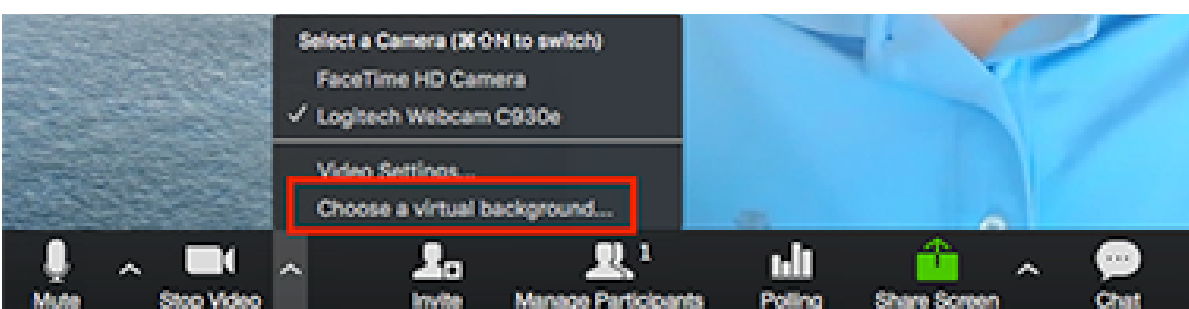 Select a Camera (⌘⇧N to switch)
FaceTime HD Camera
✓ Logitech Webcam C930e
Video Settings...
Choose a virtual background...
1
Mute Stop Video Invite Manage Participants Polling Share Screen Chat